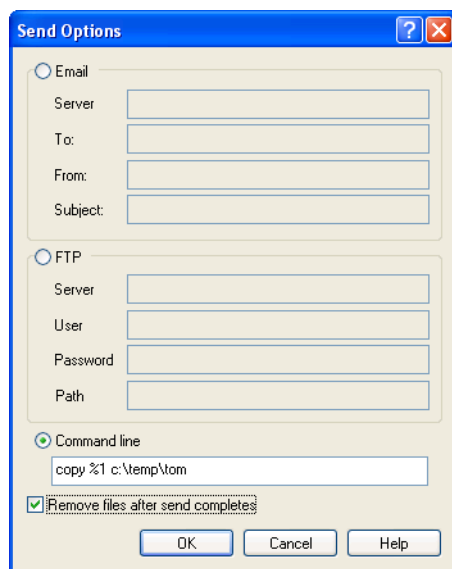 Send Options
Email
Server
To:
From:
Subject:
FTP
Server
User
Password
Path
Command line
copy %1 c:\temp\tom
Remove files after send completes
OK Cancel Help